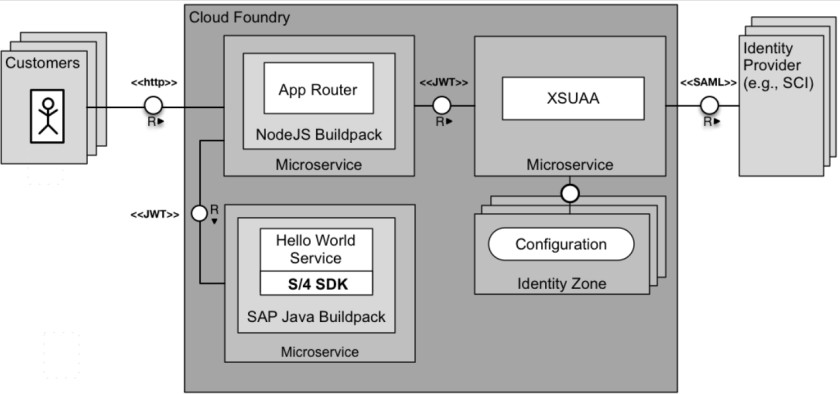 Cloud Foundry
Customers
<<http>>
R
App Router
NodeJS Buildpack
Microservice
<<JWT>>
R
XSUAA
Microservice
<<SAML>>
R
Identity
Provider
(e.g., SCI)
<<JWT>>
R
Hello World
Service
S/4 SDK
SAP Java Buildpack
Microservice
Configuration
Identity Zone